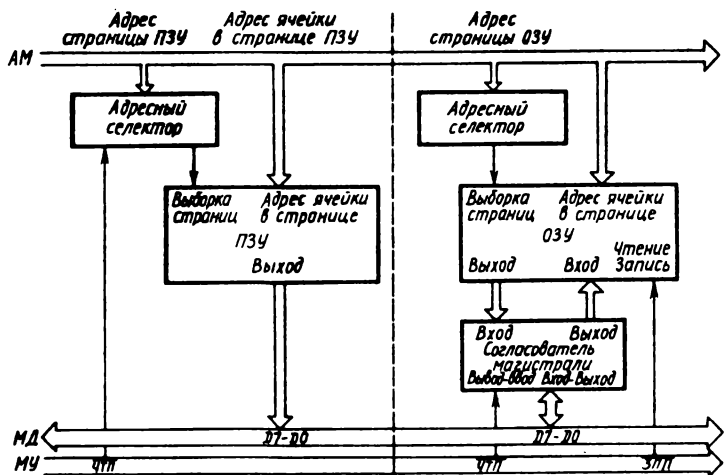 Адрес
страницы ПЗУ
Адрес ячейки
в странице ПЗУ
Адрес
страницы ОЗУ
АМ
Адресный
селектор
Адресный
селектор
Выборка
страниц
Адрес ячейки
в странице
ПЗУ
Выход
Выборка
страниц
Адрес ячейки
в странице
ОЗУ
Чтение
Запись
Выход
Вход
Вход
Выход
Согласователь
магистрали
Вывод-Ввод
Вход-Выход
МД
D7-D0
D7-D0
МУ
ЧТП
ЧТП
ЗПП